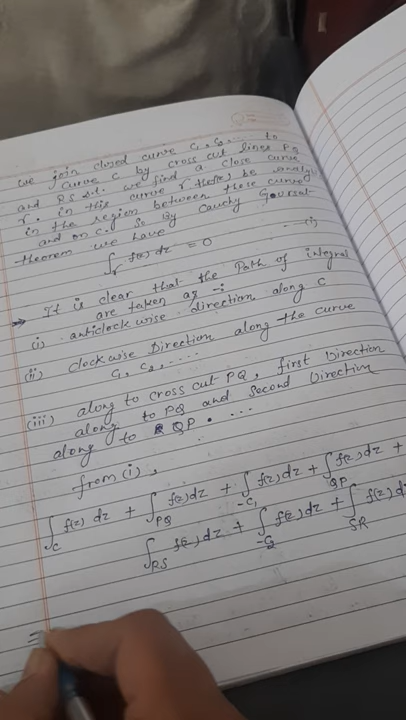 we join closed curve C₁, C₂, ... to
curve C by cross cut lines PQ
and RS s.t. we find a close curve
r. in this curve r there, be analy
in the region between these curve
and on C. So By Cauchy Goursat
theorem we have
∫r f(z) dz = 0 — (i)
⇒ It is clear that the Path of integral
are taken as -:
(i) anticlock wise direction along C
(ii) clock wise Direction along the curve
C₁, C₂, ....
(iii) along to cross cut PQ, first Direction
along to PQ and Second Direction
along to QP. ...
from (i),
∫C f(z) dz + ∫PQ f(z) dz + ∫-C₁ f(z) dz + ∫QP f(z) dz +
∫RS f(z) dz + ∫-C₂ f(z) dz + ∫SR f(z) d
=